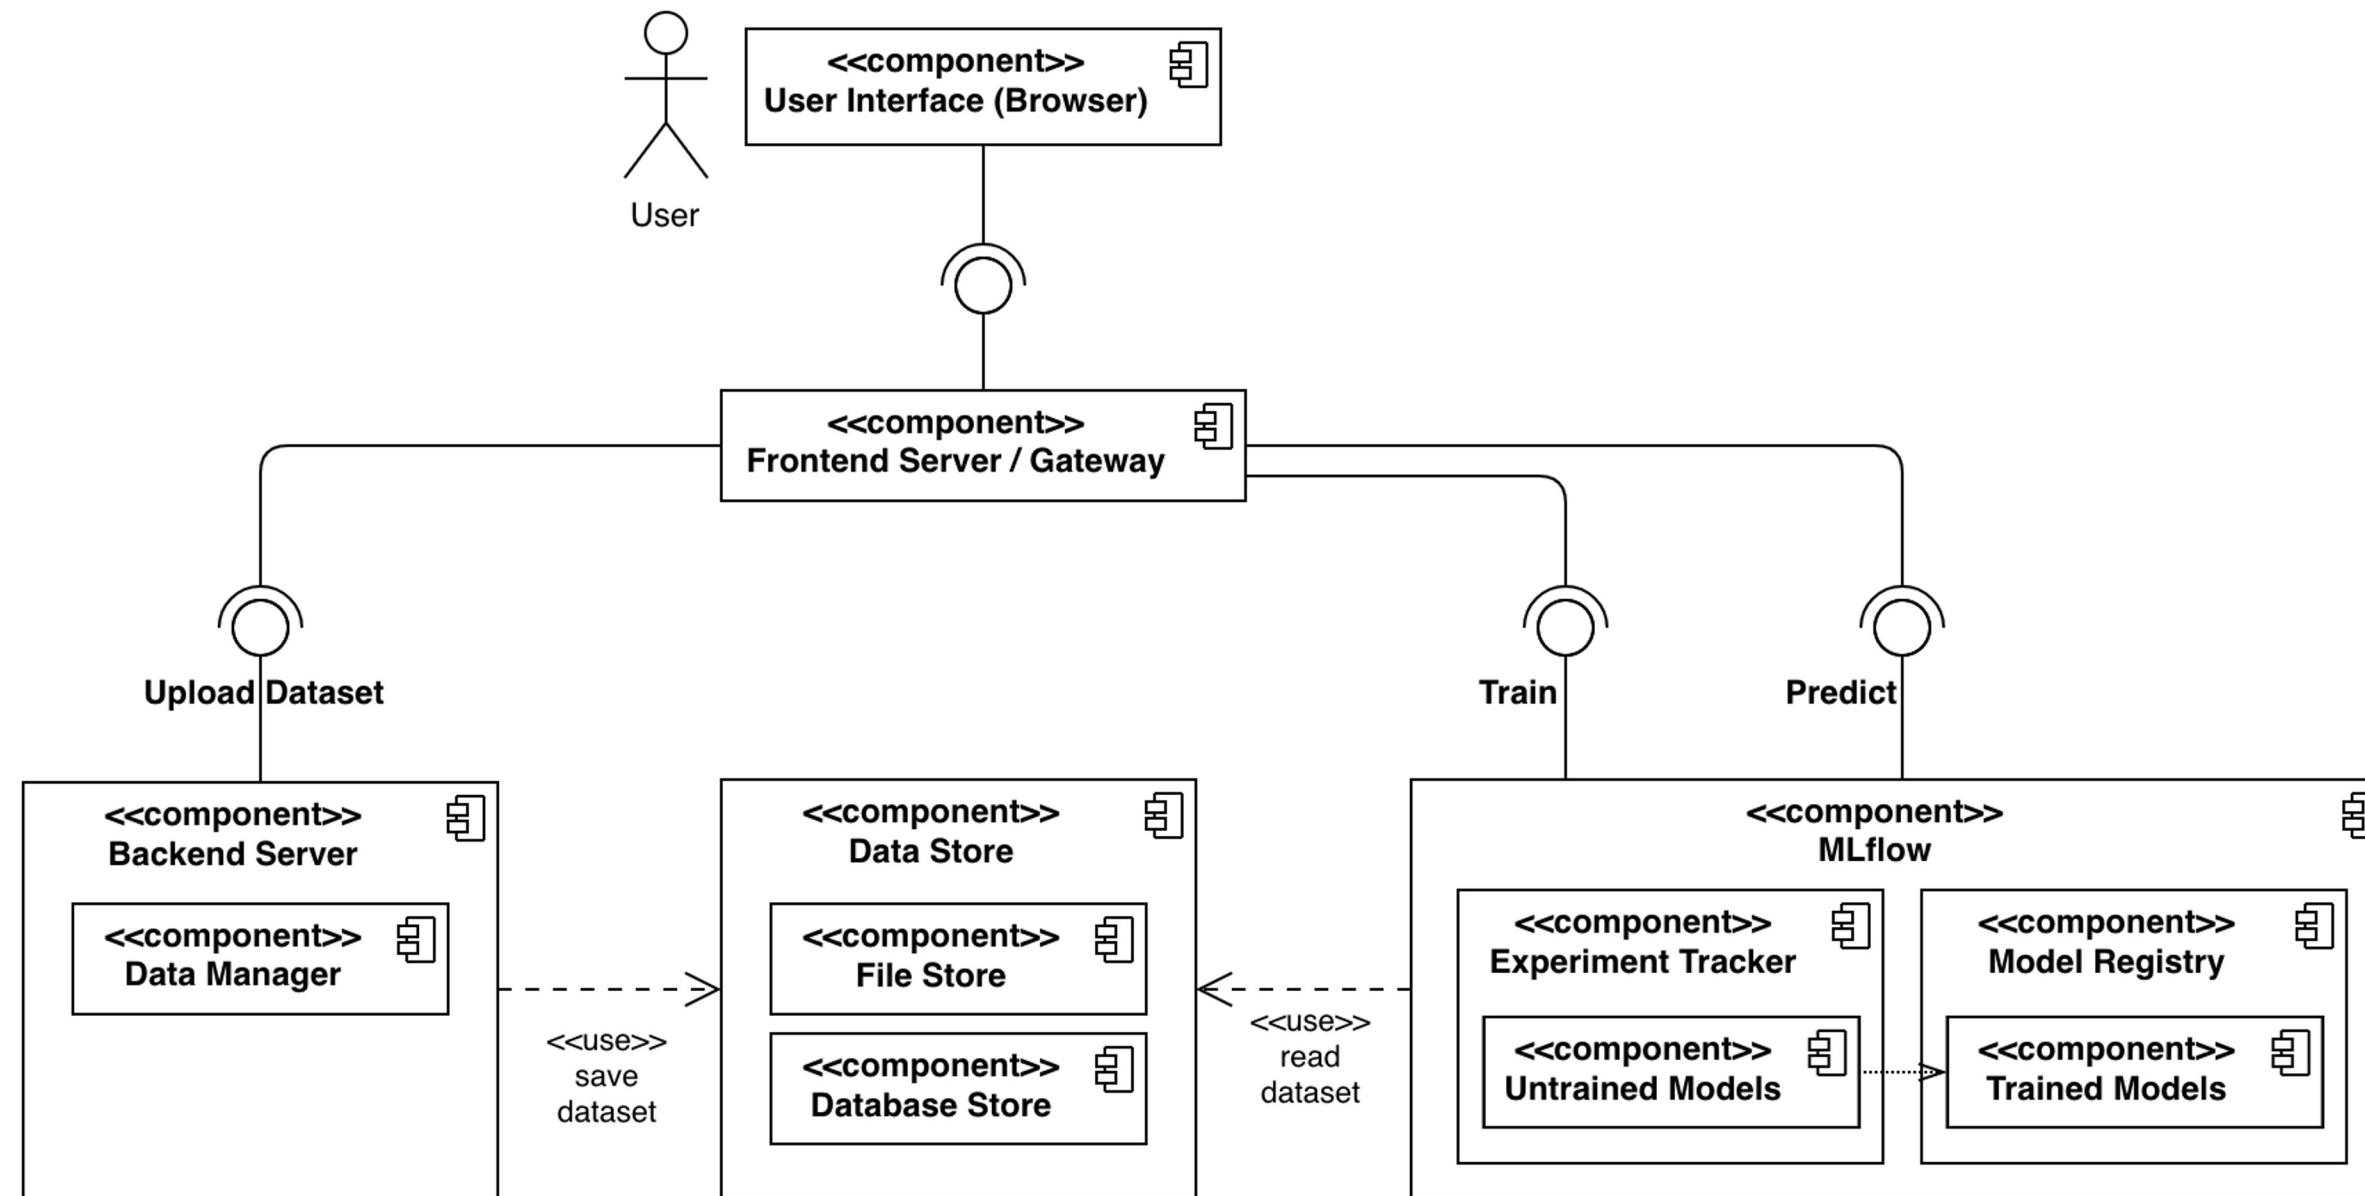 <<component>>
User Interface (Browser)
User
<<component>>
Frontend Server / Gateway
Upload Dataset
Train
Predict
<<component>>
Backend Server
<<component>>
Data Manager
<<use>>
save
dataset
<<component>>
Data Store
<<component>>
File Store
<<component>>
Database Store
<<use>>
read
dataset
<<component>>
MLflow
<<component>>
Experiment Tracker
<<component>>
Untrained Models
<<component>>
Model Registry
<<component>>
Trained Models